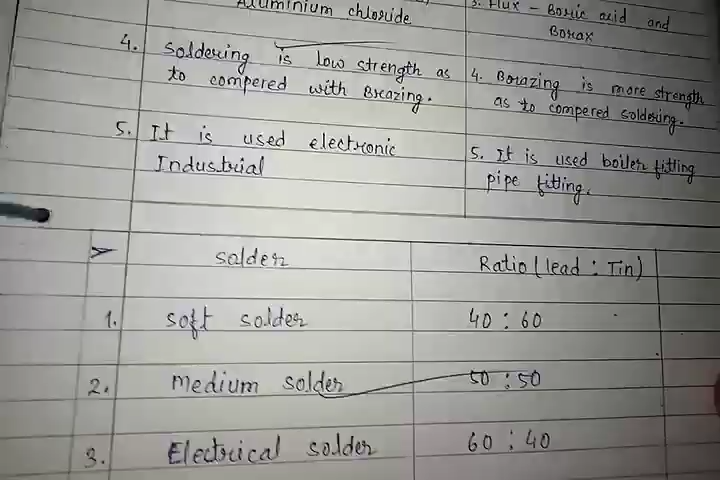 Aluminium chloride
3. Flux - Boric acid and
Borax
4. Soldering is low strength as
to compered with Breazing.
4. Borazing is more strength
as to compered soldering.
5. It is used electronic
Industrial
5. It is used boiler fitting
pipe fitting.
> solder Ratio (lead : Tin)
1. soft solder 40 : 60
2. medium solder 50 : 50
3. Electrical solder 60 : 40